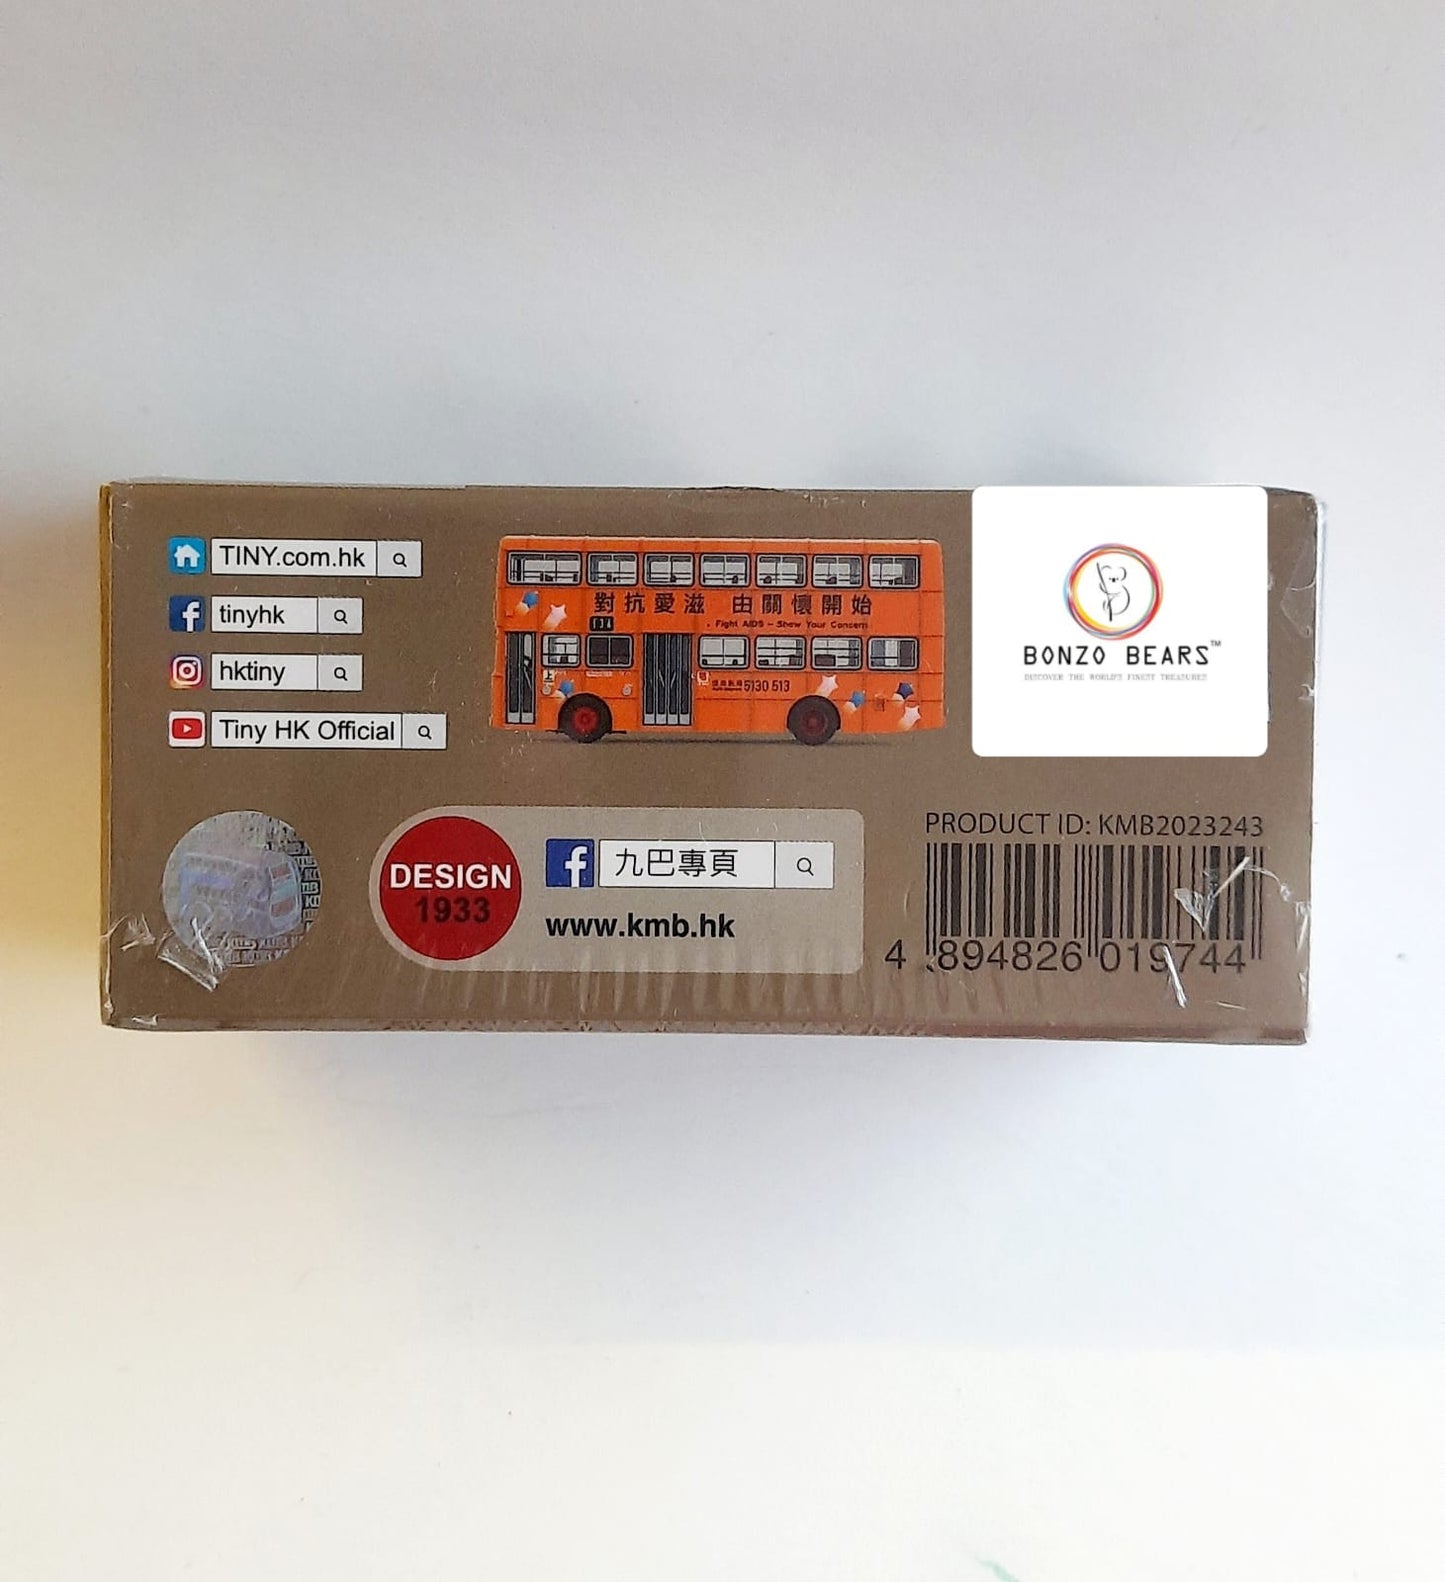 TINY.com.hk
tinyhk
hktiny
Tiny HK Official
對抗愛滋 由關懷開始
Fight AIDS – Show Your Concern
5130 513
BONZO BEARS™
DISCOVER THE WORLD'S FINEST TREASURES
DESIGN
1933
九巴專頁
www.kmb.hk
PRODUCT ID: KMB2023243
4 894826 019744